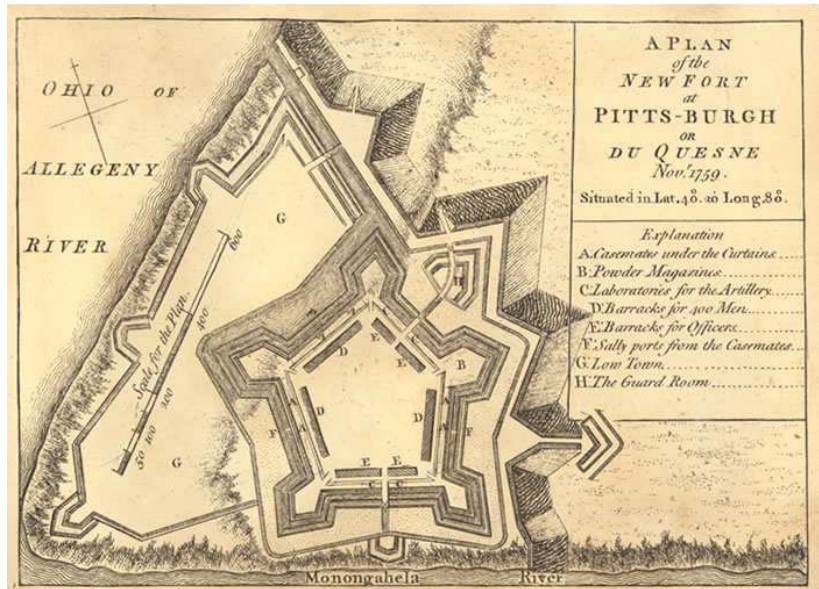 A PLAN
of the
NEW FORT
at
PITTS-BURGH
OR
DU QUESNE
Novr. 1759.
Situated in Lat. 40. 26 Long. 80.
Explanation
A. Casemates under the Curtains
B. Powder Magazines
C. Laboratories for the Artillery
D. Barracks for 400 Men
Æ. Barracks for Officers
F. Sally ports from the Casemates
G. Low Town
H. The Guard Room
OHIO OF
ALLEGENY
RIVER
Scale for the Plan.
50 100 200 400 600
G
G
H
B
C
C
E
E
D
A
A
D
F
D
A
F
E E
C C
Monongahela River